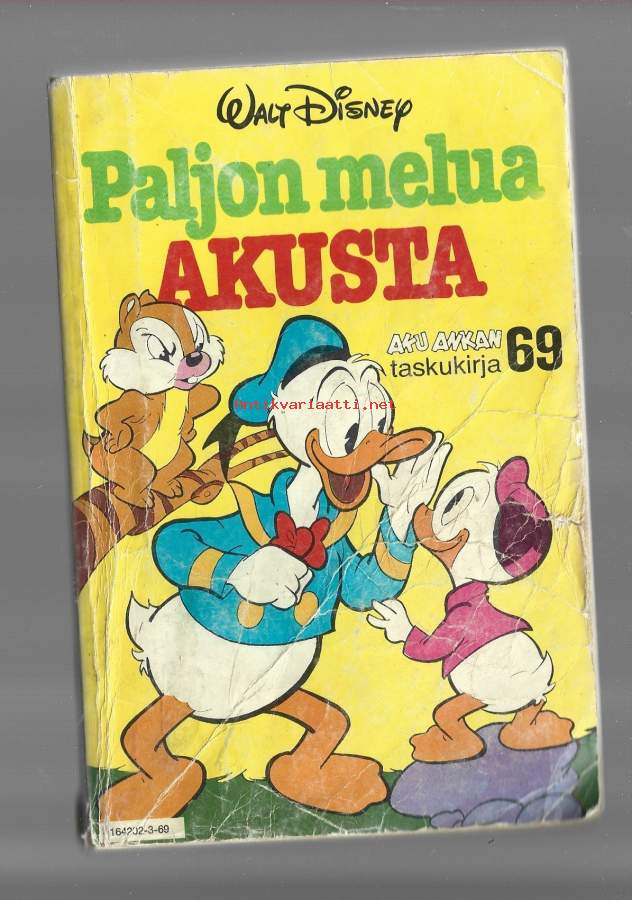 WALT DISNEY
Paljon melua
AKUSTA
AKU ANKAN
taskukirja 69
Antikvariaatti.net
164202-3-69